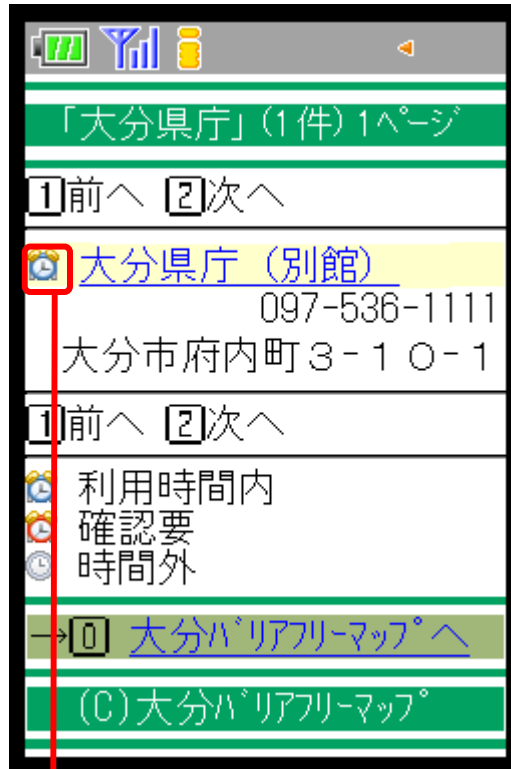 「大分県庁」(1件)1ﾍﾟｰｼﾞ
1前へ 2次へ
大分県庁（別館）
097-536-1111
大分市府内町３-１０-１
1前へ 2次へ
利用時間内
確認要
時間外
→0 大分ﾊﾞﾘｱﾌﾘｰﾏｯﾌﾟへ
(C)大分ﾊﾞﾘｱﾌﾘｰﾏｯﾌﾟ